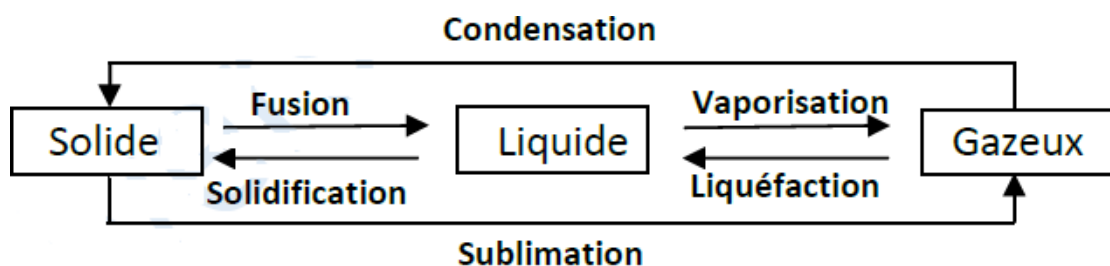 Condensation
Fusion
Vaporisation
Solide
Liquide
Gazeux
Solidification
Liquéfaction
Sublimation